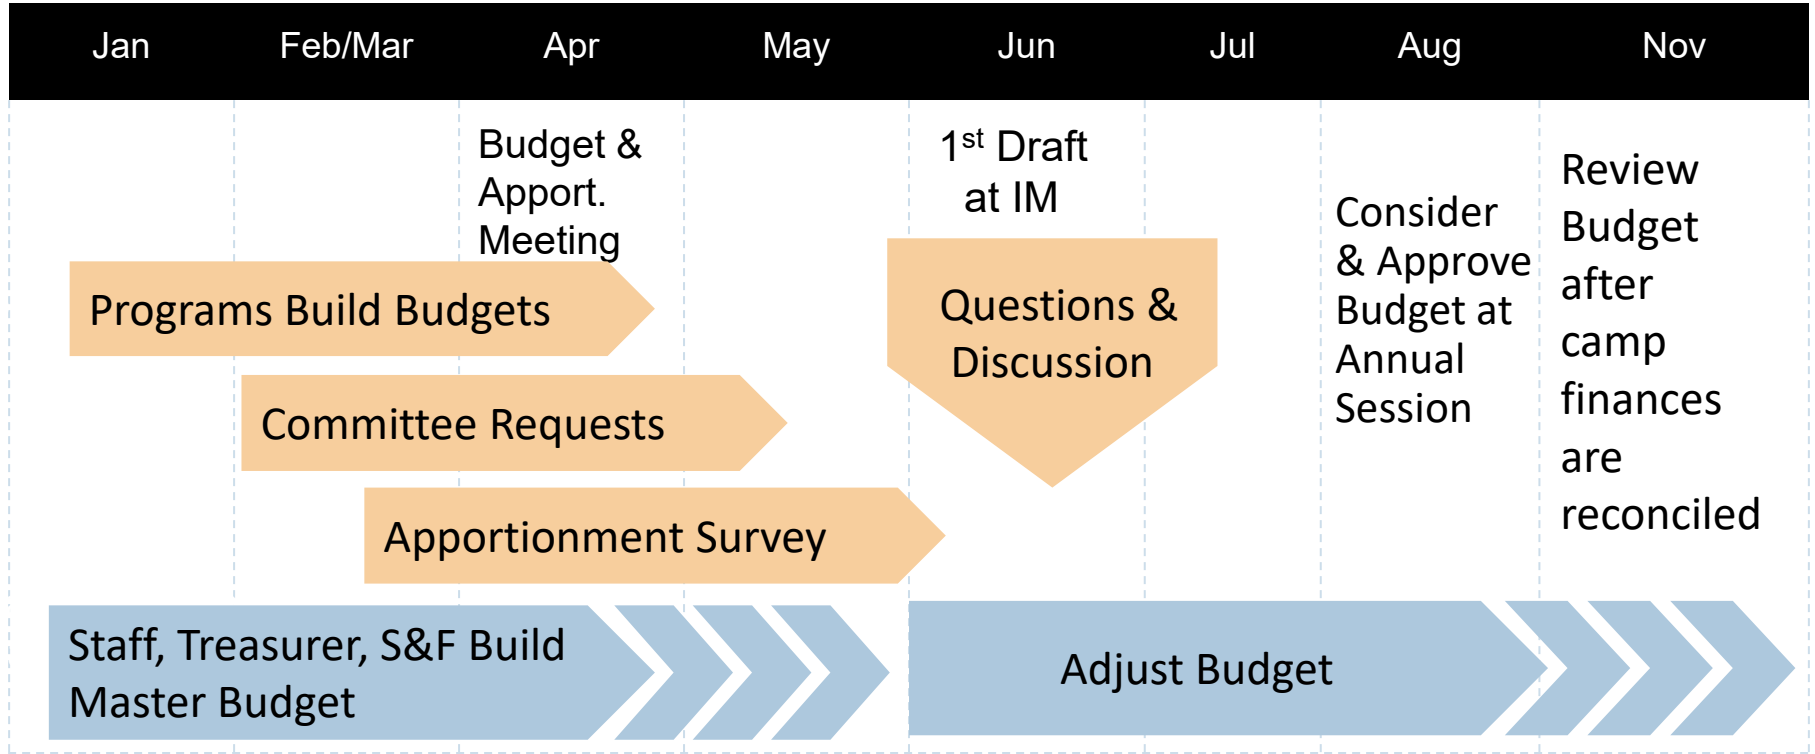 Jan Feb/Mar Apr May Jun Jul Aug Nov
Budget &
Apport.
Meeting
1st Draft
at IM
Consider
& Approve
Budget at
Annual
Session
Review
Budget
after
camp
finances
are
reconciled
Programs Build Budgets
Questions &
Discussion
Committee Requests
Apportionment Survey
Staff, Treasurer, S&F Build
Master Budget
Adjust Budget